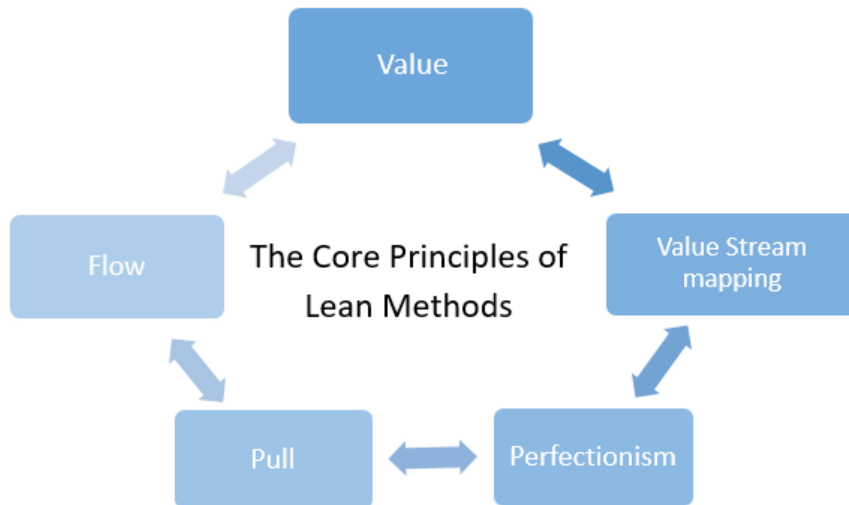 Value
Flow
The Core Principles of
Lean Methods
Value Stream
mapping
Pull
Perfectionism